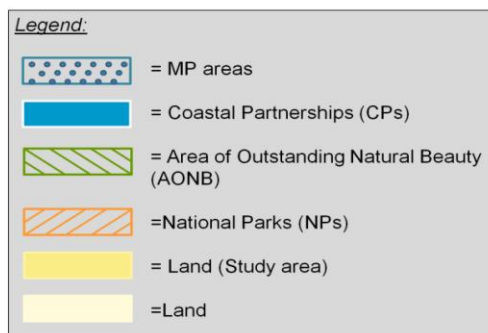 Legend:
= MP areas
= Coastal Partnerships (CPs)
= Area of Outstanding Natural Beauty
(AONB)
=National Parks (NPs)
= Land (Study area)
=Land